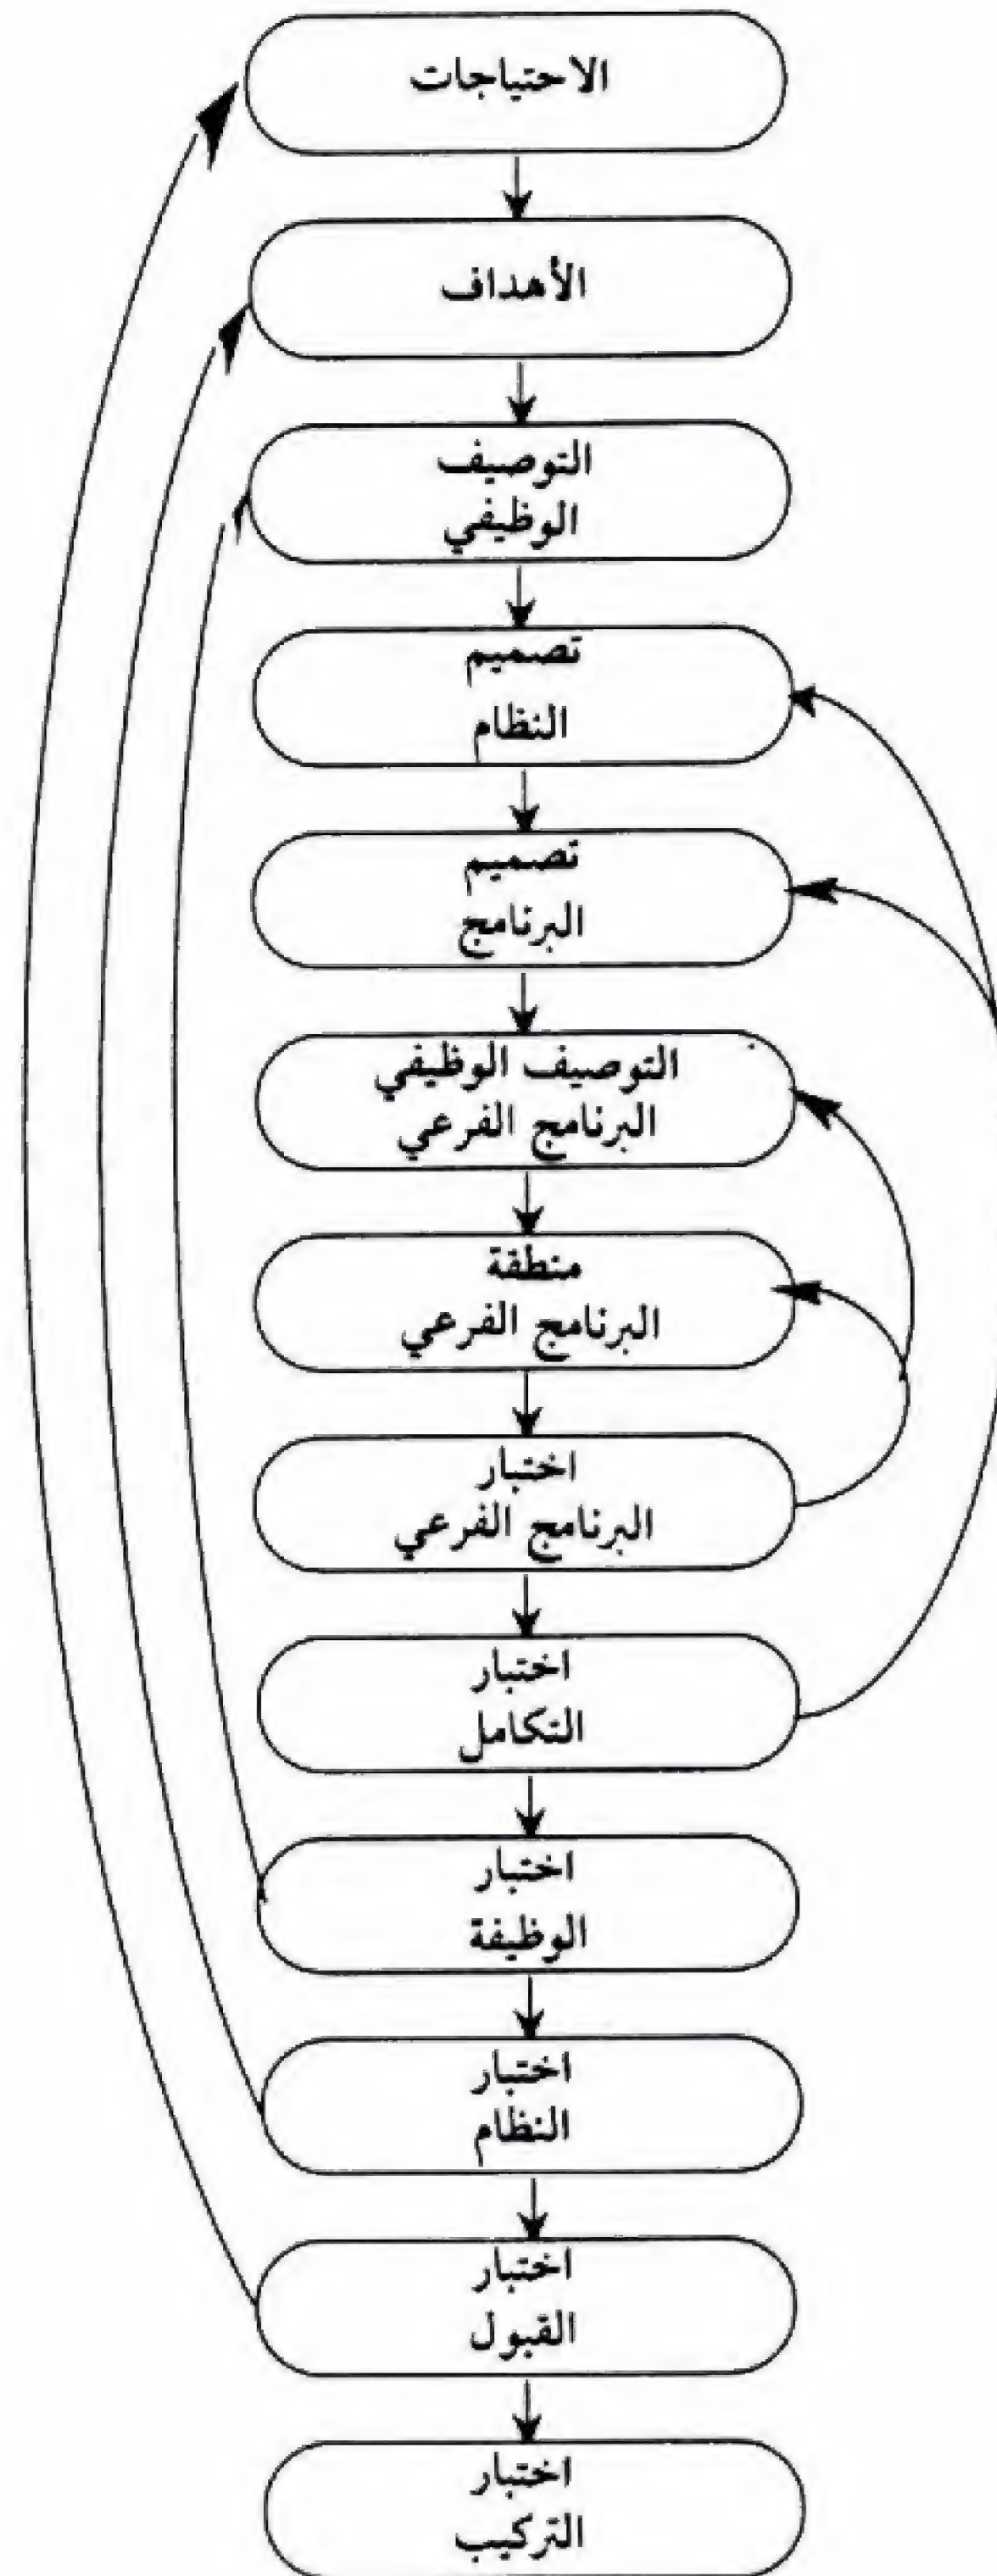 الاحتياجات
الأهداف
التوصيف
الوظيفي
تصميم
النظام
تصميم
البرنامج
التوصيف الوظيفي
البرنامج الفرعي
منطقة
البرنامج الفرعي
اختبار
البرنامج الفرعي
اختبار
التكامل
اختبار
الوظيفة
اختبار
النظام
اختبار
القبول
اختبار
التركيب